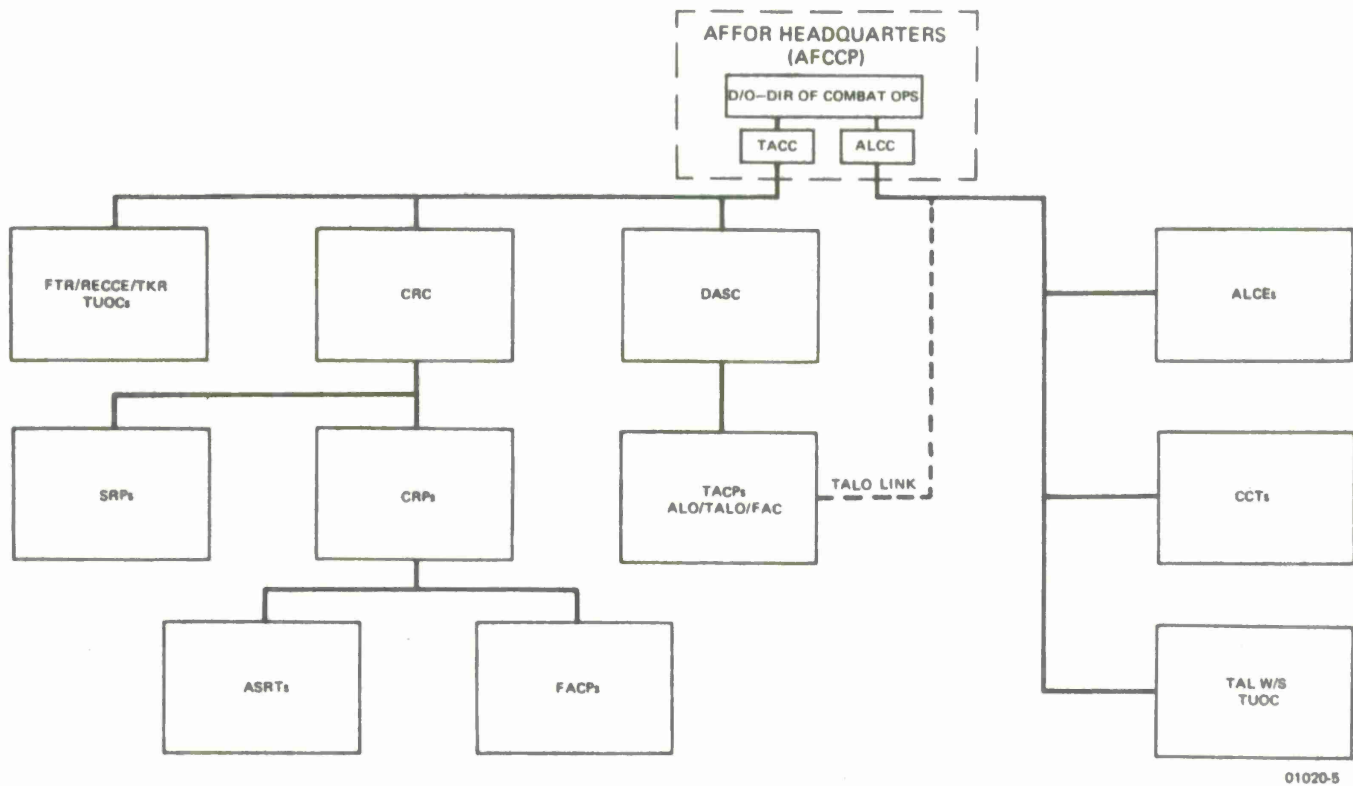 AFFOR HEADQUARTERS
(AFCCP)
D/O–DIR OF COMBAT OPS
TACC
ALCC
FTR/RECCE/TKR
TUOCs
CRC
DASC
ALCEs
SRPs
CRPs
TACPs
ALO/TALO/FAC
TALO LINK
CCTs
ASRTs
FACPs
TAL W/S
TUOC
01020-5